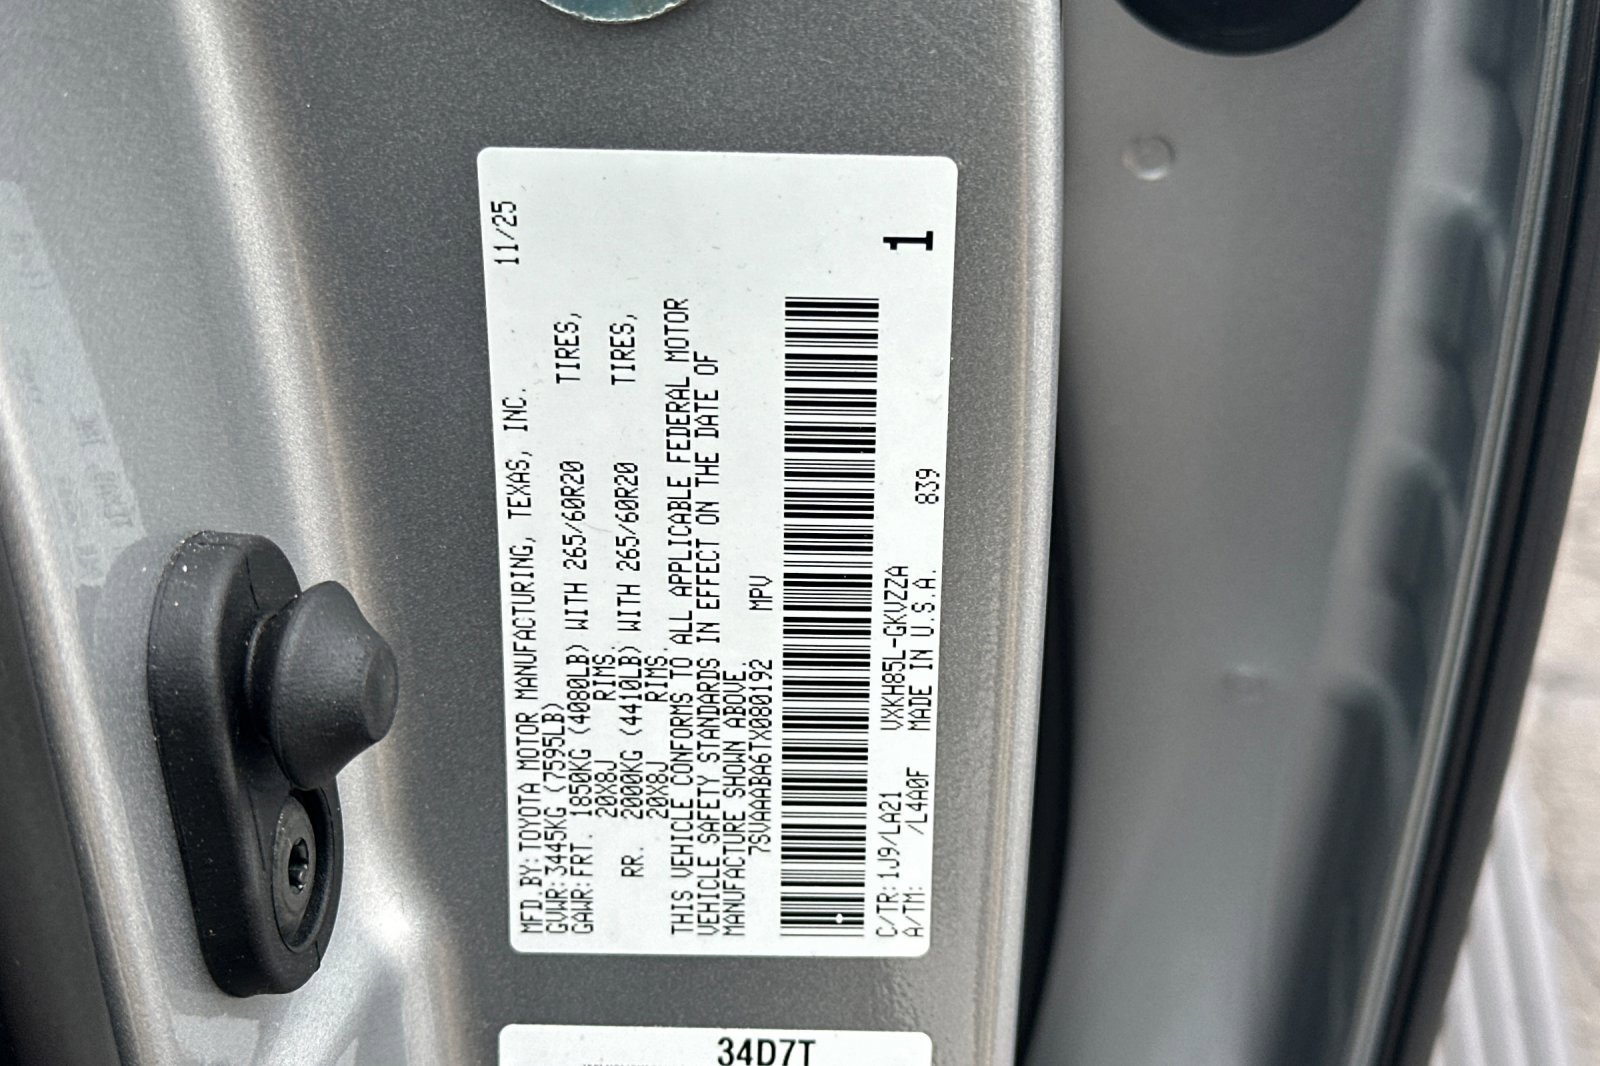 MFD.BY:TOYOTA MOTOR MANUFACTURING, TEXAS, INC. 11/25
GVWR:3445KG (7595LB)
GAWR:FRT. 1850KG (4080LB) WITH 265/60R20 TIRES,
20X8J RIMS.
RR. 2000KG (4410LB) WITH 265/60R20 TIRES,
20X8J RIMS.
THIS VEHICLE CONFORMS TO ALL APPLICABLE FEDERAL MOTOR
VEHICLE SAFETY STANDARDS IN EFFECT ON THE DATE OF
MANUFACTURE SHOWN ABOVE.
7SVAAABA6TX080192 MPV
C/TR:1J9/LA21 VXKH85L-GKVZZA 1
A/TM: /L4A0F MADE IN U.S.A. 839
34D7T